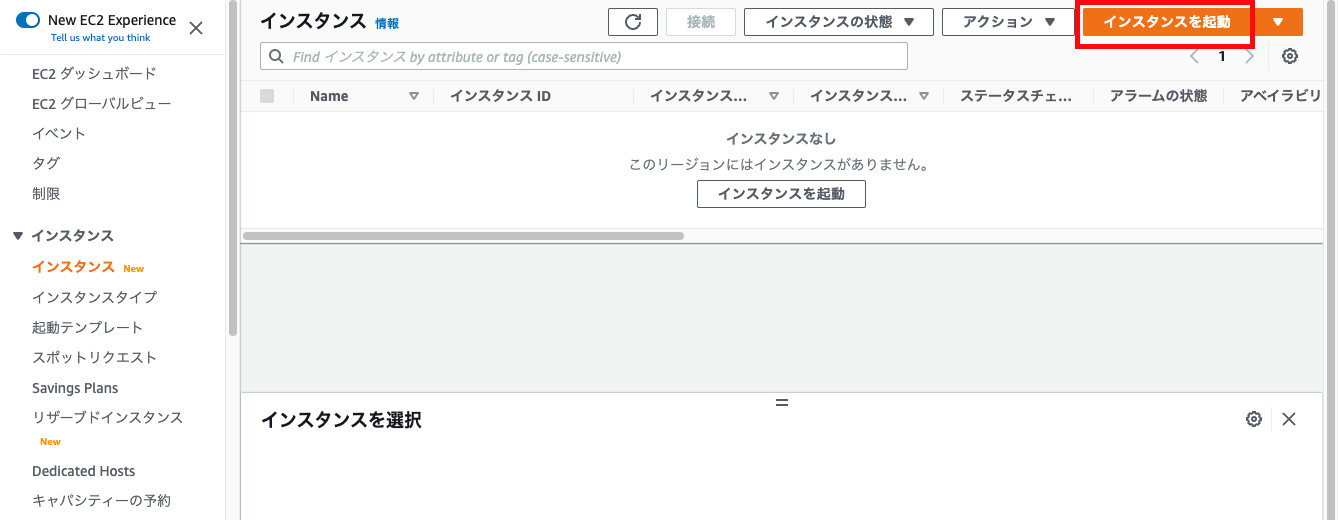 New EC2 Experience
Tell us what you think
EC2 ダッシュボード
EC2 グローバルビュー
イベント
タグ
制限
インスタンス
インスタンス New
インスタンスタイプ
起動テンプレート
スポットリクエスト
Savings Plans
リザーブドインスタンス
New
Dedicated Hosts
キャパシティーの予約
インスタンス 情報
接続
インスタンスの状態
アクション
インスタンスを起動
Find インスタンス by attribute or tag (case-sensitive)
1
Name インスタンス ID インスタンス... インスタンス... ステータスチェ... アラームの状態 アベイラビリ
インスタンスなし
このリージョンにはインスタンスがありません。
インスタンスを起動
インスタンスを選択